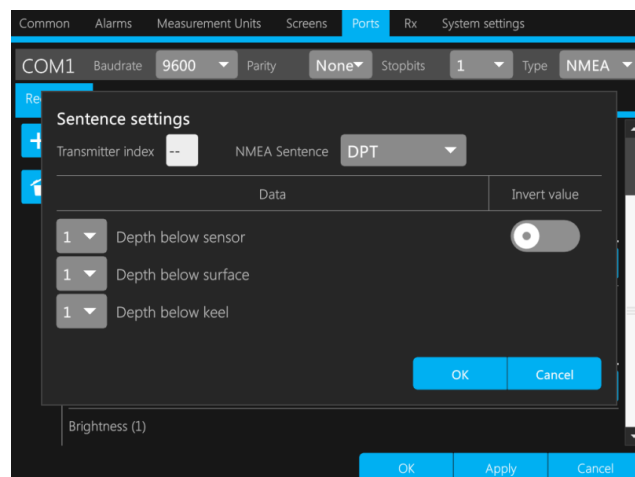 Common Alarms Measurement Units Screens Ports Rx System settings
COM1 Baudrate 9600 Parity None Stopbits 1 Type NMEA
Re
Sentence settings
Transmitter index -- NMEA Sentence DPT
Data Invert value
1 Depth below sensor
1 Depth below surface
1 Depth below keel
OK Cancel
Brightness (1)
OK Apply Cancel